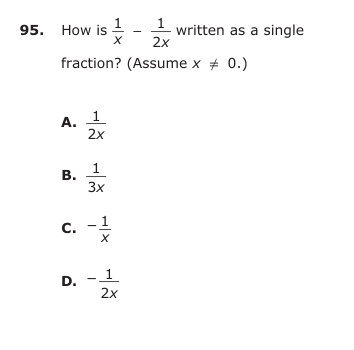 95. How is 1/x − 1/2x written as a single
fraction? (Assume x ≠ 0.)
A. 1/2x
B. 1/3x
C. −1/x
D. −1/2x